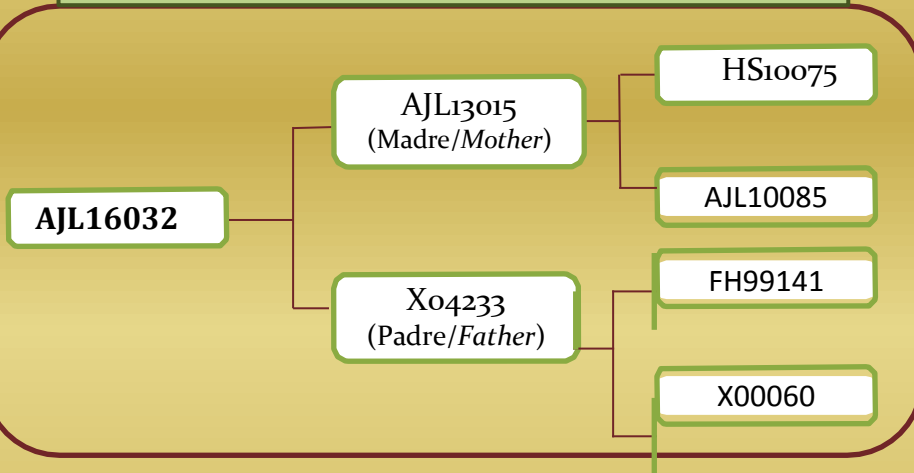 HS10075
AJL13015
(Madre/Mother)
AJL10085
AJL16032
FH99141
X04233
(Padre/Father)
X00060